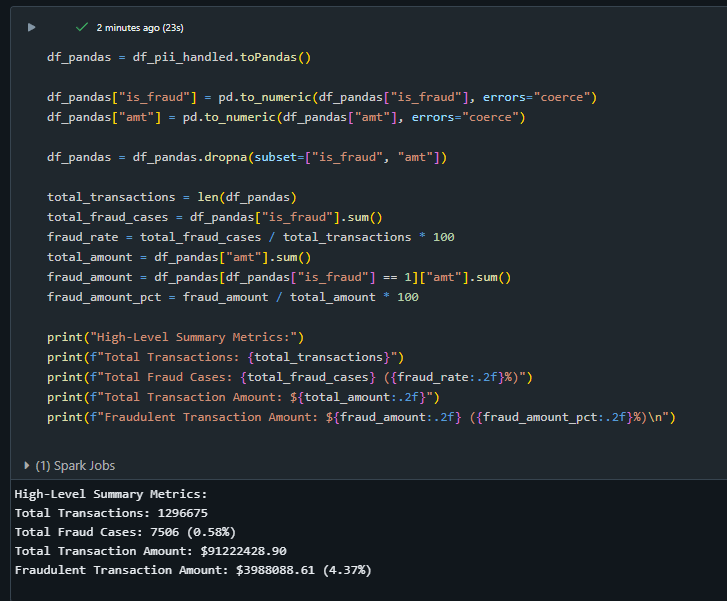 2 minutes ago (23s)
df_pandas = df_pii_handled.toPandas()
df_pandas["is_fraud"] = pd.to_numeric(df_pandas["is_fraud"], errors="coerce")
df_pandas["amt"] = pd.to_numeric(df_pandas["amt"], errors="coerce")
df_pandas = df_pandas.dropna(subset=["is_fraud", "amt"])
total_transactions = len(df_pandas)
total_fraud_cases = df_pandas["is_fraud"].sum()
fraud_rate = total_fraud_cases / total_transactions * 100
total_amount = df_pandas["amt"].sum()
fraud_amount = df_pandas[df_pandas["is_fraud"] == 1]["amt"].sum()
fraud_amount_pct = fraud_amount / total_amount * 100
print("High-Level Summary Metrics:")
print(f"Total Transactions: {total_transactions}")
print(f"Total Fraud Cases: {total_fraud_cases} ({fraud_rate:.2f}%)")
print(f"Total Transaction Amount: ${total_amount:.2f}")
print(f"Fraudulent Transaction Amount: ${fraud_amount:.2f} ({fraud_amount_pct:.2f}%)\n")
(1) Spark Jobs
High-Level Summary Metrics:
Total Transactions: 1296675
Total Fraud Cases: 7506 (0.58%)
Total Transaction Amount: $91222428.90
Fraudulent Transaction Amount: $3988088.61 (4.37%)